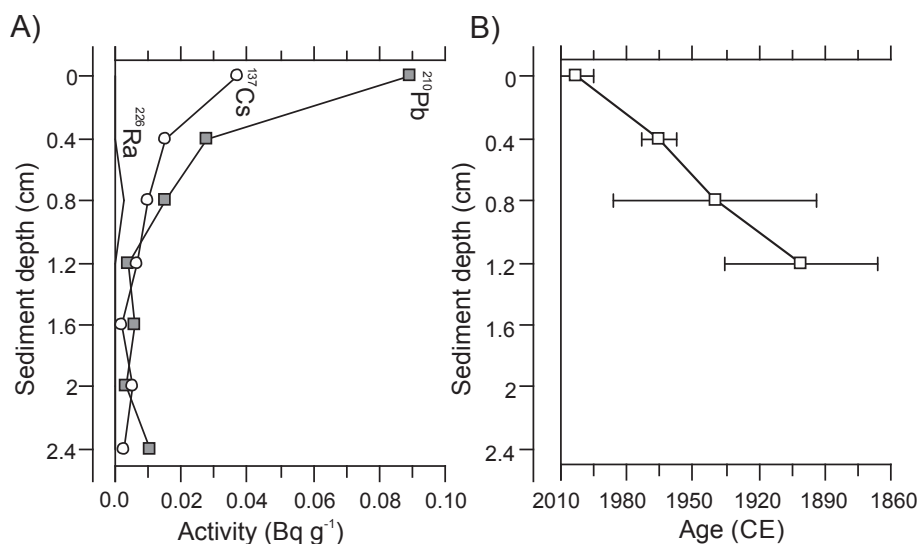 A)
B)
0
0.4
0.8
1.2
1.6
2
2.4
Sediment depth (cm)
²²⁶Ra
¹³⁷Cs
²¹⁰Pb
0.0 0.02 0.04 0.06 0.08 0.10
Activity (Bq g⁻¹)
0
0.4
0.8
1.2
1.6
2
2.4
Sediment depth (cm)
2010 1980 1950 1920 1890 1860
Age (CE)